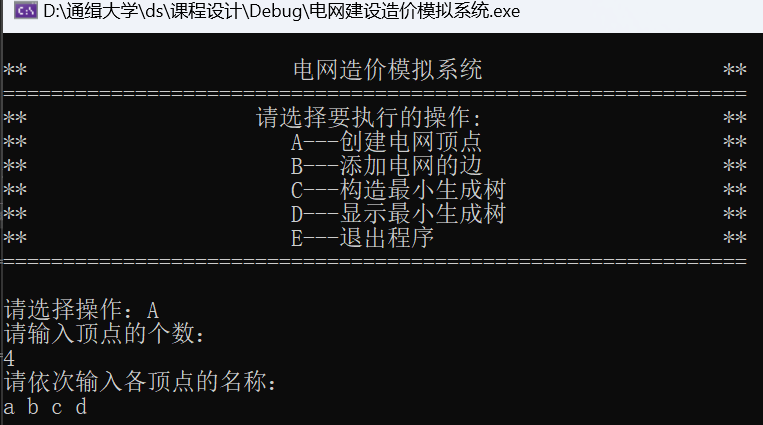 D:\通缉大学\ds\课程设计\Debug\电网建设造价模拟系统.exe
** 电网造价模拟系统 **
==============================================================
** 请选择要执行的操作: **
** A---创建电网顶点 **
** B---添加电网的边 **
** C---构造最小生成树 **
** D---显示最小生成树 **
** E---退出程序 **
==============================================================
请选择操作：A
请输入顶点的个数：
4
请依次输入各顶点的名称：
a b c d